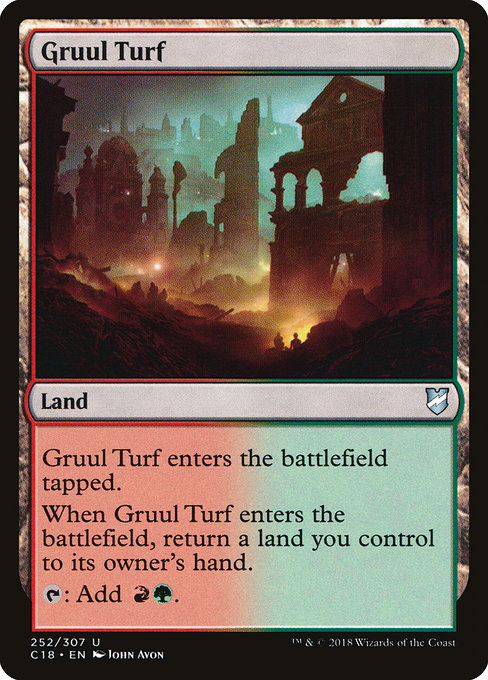 Gruul Turf
Land
Gruul Turf enters the battlefield
tapped.
When Gruul Turf enters the
battlefield, return a land you control
to its owner's hand.
: Add .
252/307 U
™ & © 2018 Wizards of the Coast
C18 • EN John Avon